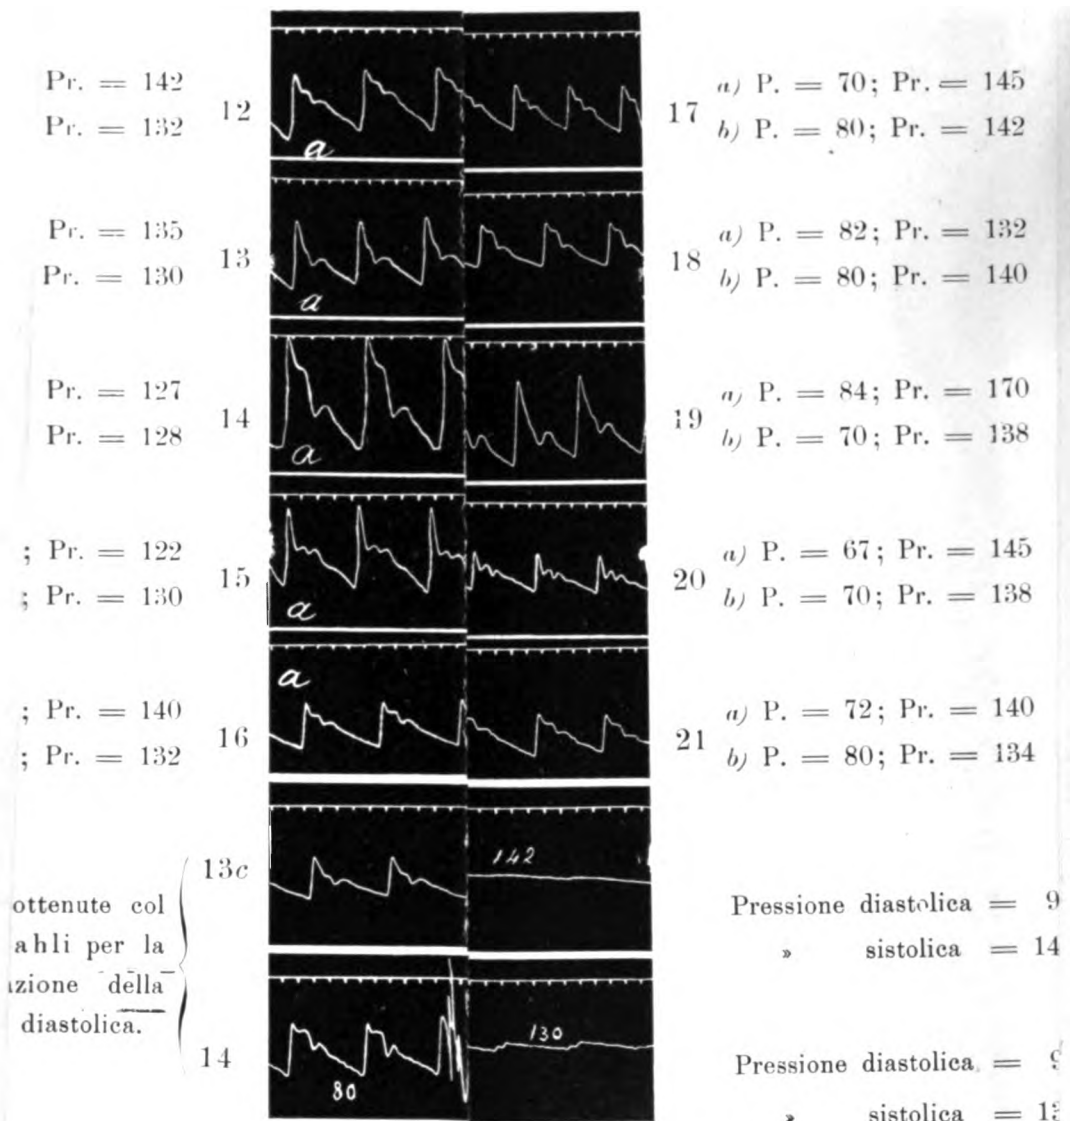 Pr. = 142
Pr. = 132
12
a
17
a) P. = 70; Pr. = 145
b) P. = 80; Pr. = 142
Pr. = 135
Pr. = 130
13
a
18
a) P. = 82; Pr. = 132
b) P. = 80; Pr. = 140
Pr. = 127
Pr. = 128
14
a
19
a) P. = 84; Pr. = 170
b) P. = 70; Pr. = 138
; Pr. = 122
; Pr. = 130
15
a
20
a) P. = 67; Pr. = 145
b) P. = 70; Pr. = 138
; Pr. = 140
; Pr. = 132
16
a
21
a) P. = 72; Pr. = 140
b) P. = 80; Pr. = 134
ottenute col
ahli per la
zione della
diastolica.
13c
142
Pressione diastolica = 9
» sistolica = 14
14
80
130
Pressione diastolica =
» sistolica =